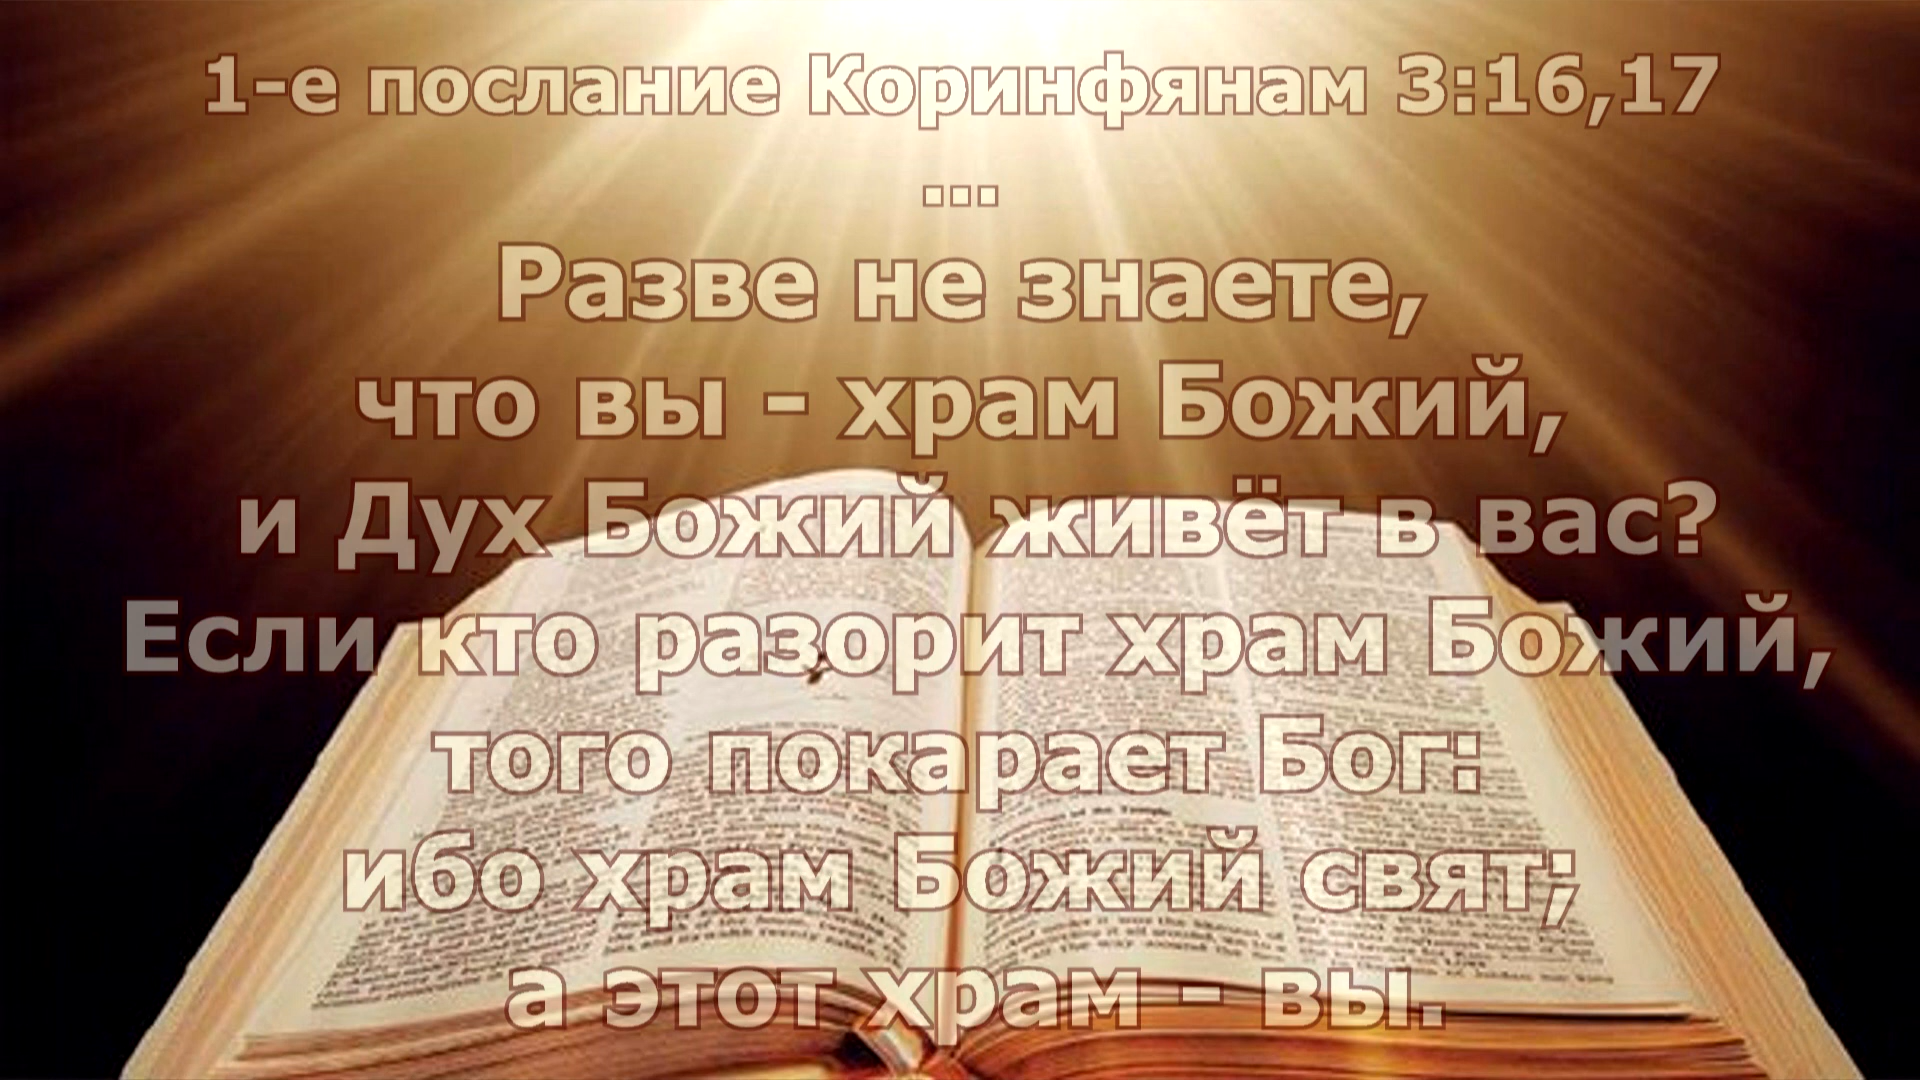 1-е послание Коринфянам 3:16,17
...
Разве не знаете,
что вы - храм Божий,
и Дух Божий живёт в вас?
Если кто разорит храм Божий,
того покарает Бог:
ибо храм Божий свят;
а этот храм - вы.